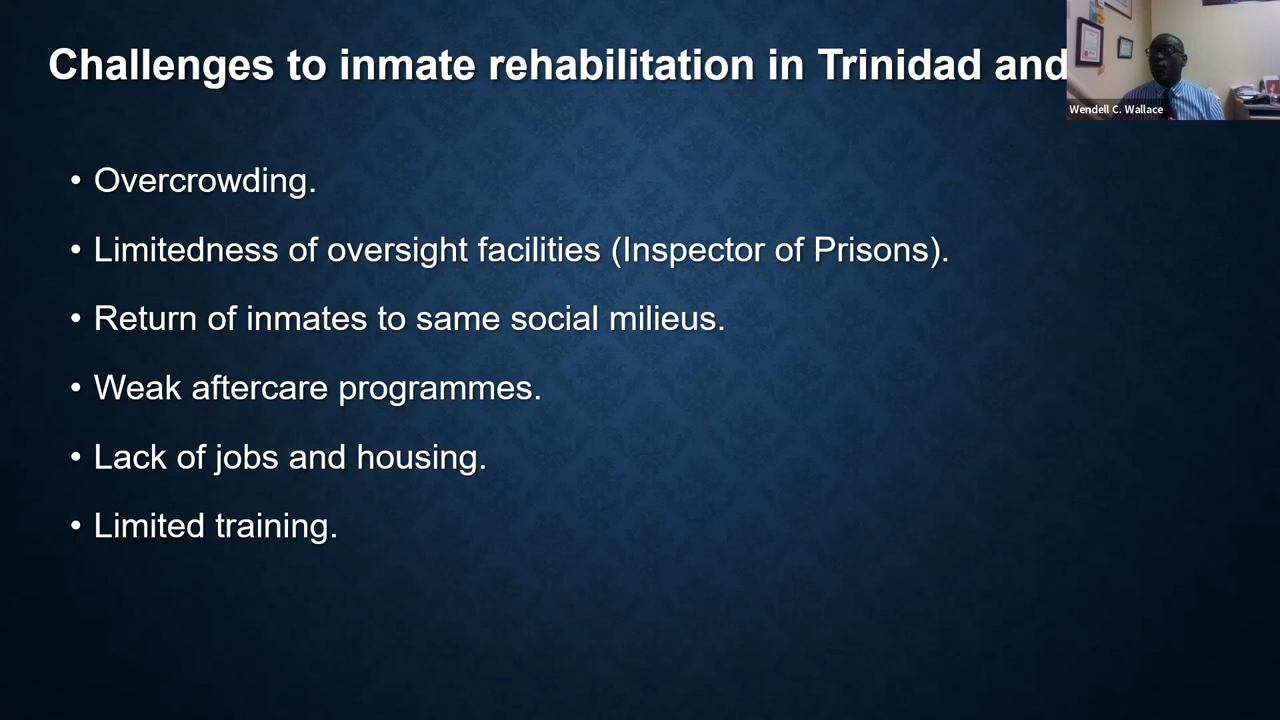 Challenges to inmate rehabilitation in Trinidad and
Wendell C. Wallace
• Overcrowding.
• Limitedness of oversight facilities (Inspector of Prisons).
• Return of inmates to same social milieus.
• Weak aftercare programmes.
• Lack of jobs and housing.
• Limited training.